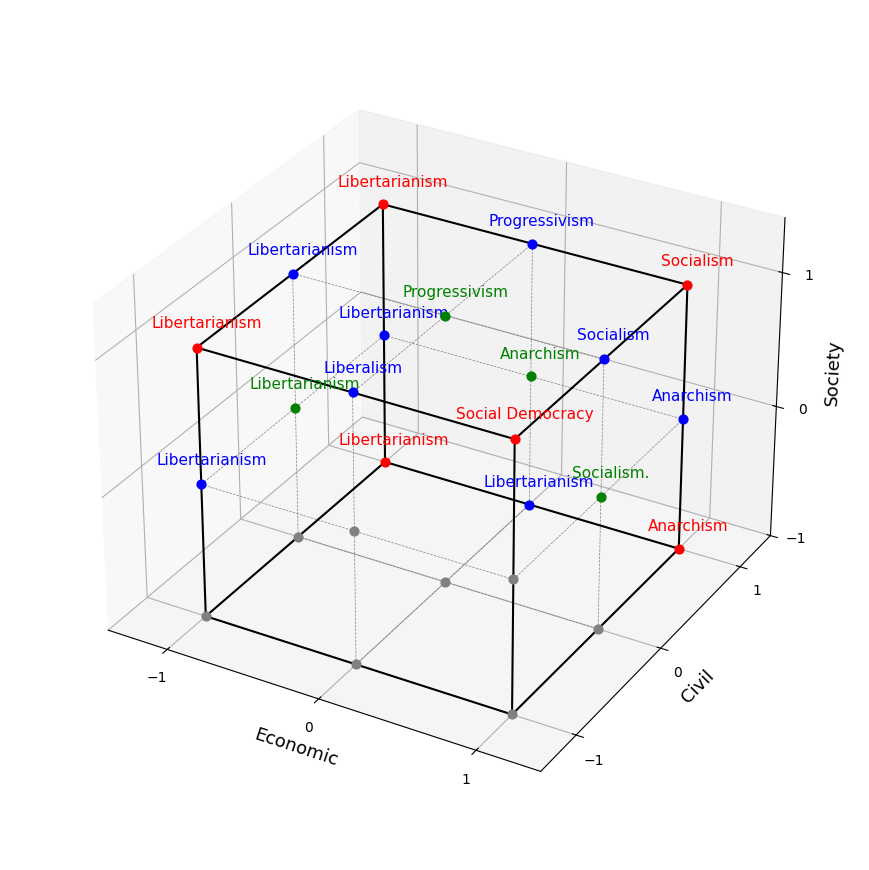 Libertarianism
Progressivism
Libertarianism
Socialism
1
Progressivism
Libertarianism
Libertarianism
Socialism
Anarchism
Liberalism
Society
Libertarianism
Anarchism
0
Social Democracy
Libertarianism
Libertarianism
Socialism.
Libertarianism
Anarchism
−1
1
0
−1
Civil
0
Economic
−1
1